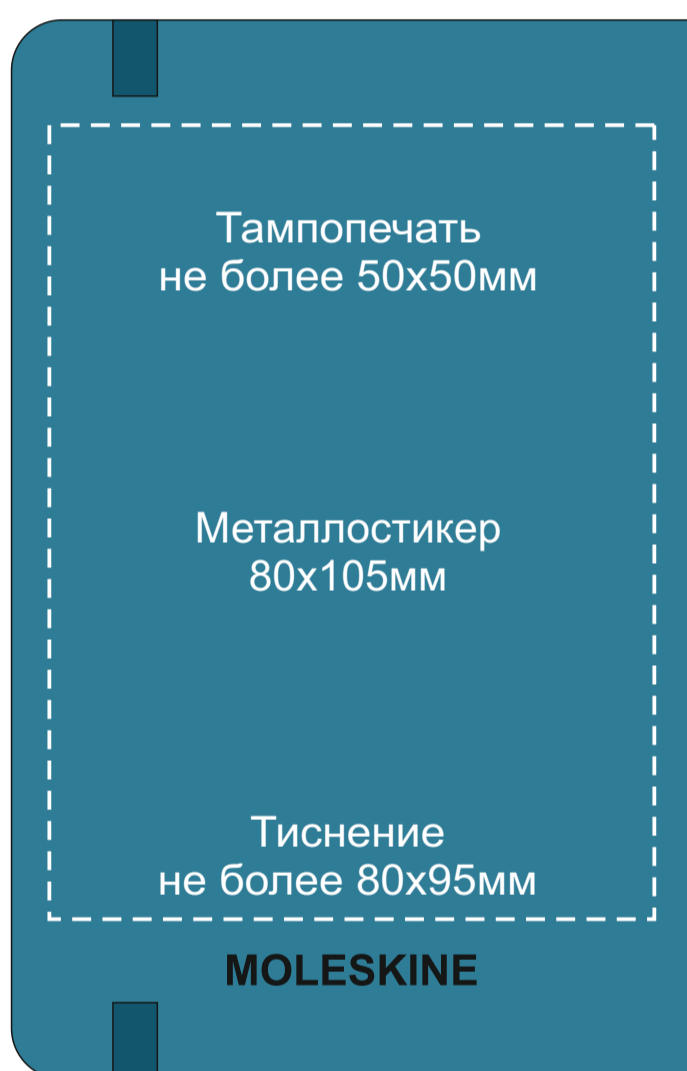 Тампопечать
не более 50х50мм
Металлостикер
80х105мм
Тиснение
не более 80х95мм
MOLESKINE